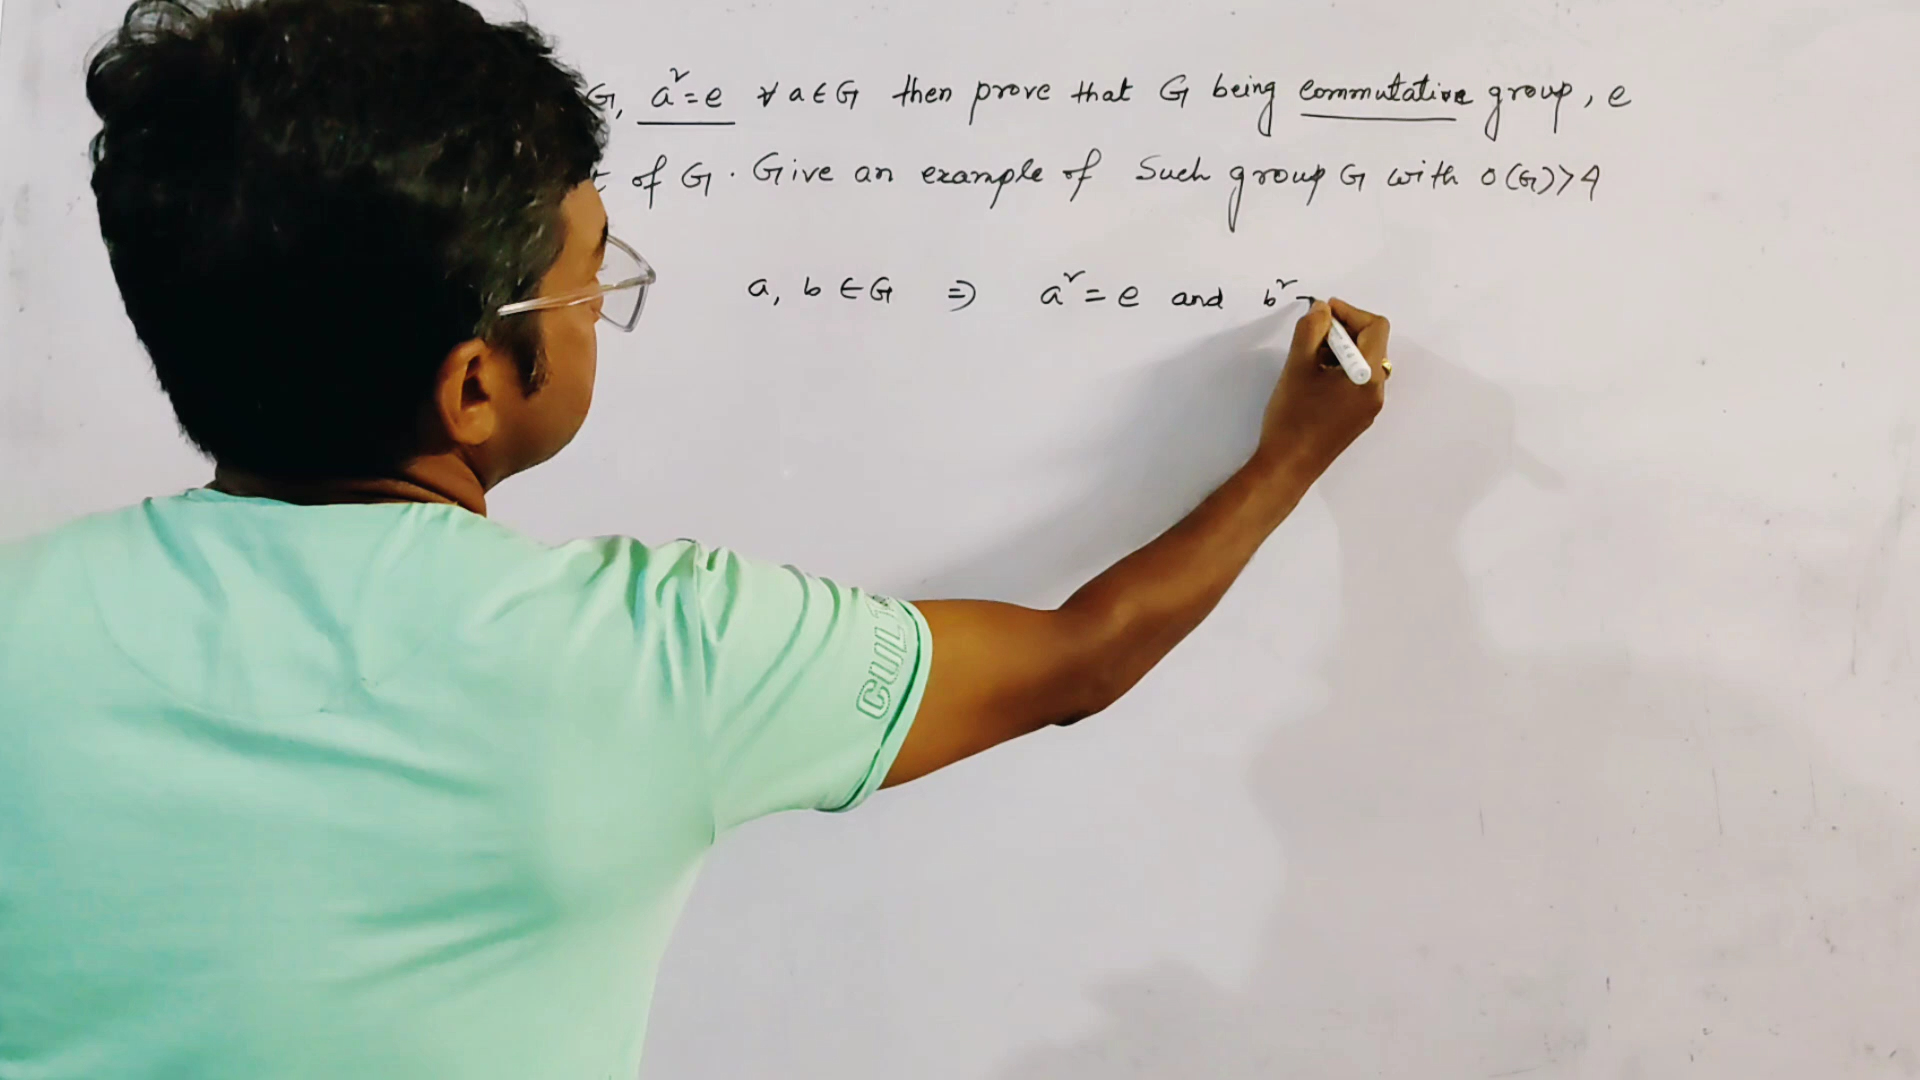 G, a² = e ∀ a ∈ G then prove that G being commutative group, e
of G. Give an example of Such group G with o(G)>4
a, b ∈ G ⇒ a² = e and b²
CULT